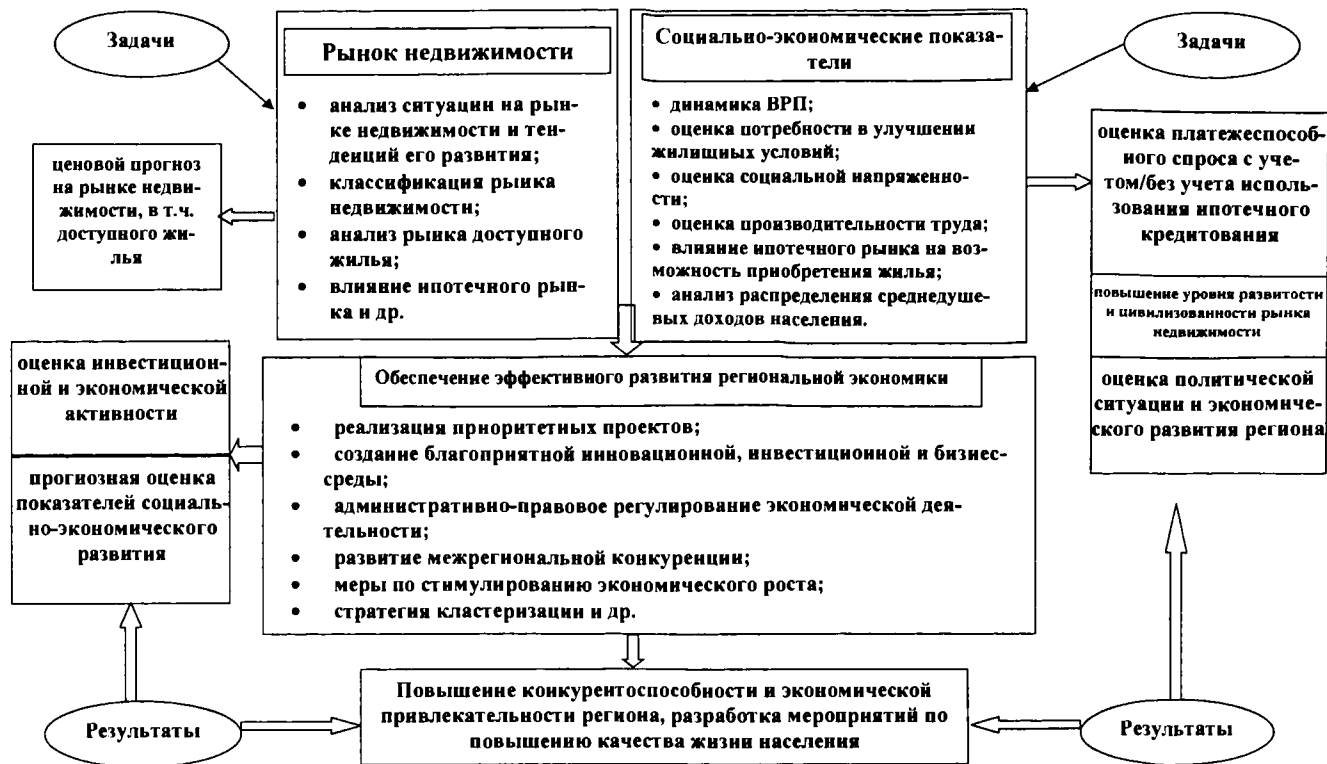 Задачи
Рынок недвижимости
• анализ ситуации на рын-
ке недвижимости и тен-
денций его развития;
• классификация рынка
недвижимости;
• анализ рынка доступного
жилья;
• влияние ипотечного рын-
ка и др.
Социально-экономические показа-
тели
• динамика ВРП;
• оценка потребности в улучшении
жилищных условий;
• оценка социальной напряженно-
сти;
• оценка производительности труда;
• влияние ипотечного рынка на воз-
можность приобретения жилья;
• анализ распределения среднедуше-
вых доходов населения.
Задачи
ценовой прогноз
на рынке недви-
жимости, в т.ч.
доступного жи-
лья
оценка платежеспособ-
ного спроса с уче-
том/без учета исполь-
зования ипотечного
кредитования
повышение уровня развитости
и цивилизованности рынка
недвижимости
оценка политической
ситуации и экономиче-
ского развития региона
оценка инвестицион-
ной и экономической
активности
прогнозная оценка
показателей социаль-
но-экономического
развития
Обеспечение эффективного развития региональной экономики
• реализация приоритетных проектов;
• создание благоприятной инновационной, инвестиционной и бизнес-
среды;
• административно-правовое регулирование экономической дея-
тельности;
• развитие межрегиональной конкуренции;
• меры по стимулированию экономического роста;
• стратегия кластеризации и др.
Результаты
Повышение конкурентоспособности и экономической
привлекательности региона, разработка мероприятий по
повышению качества жизни населения
Результаты